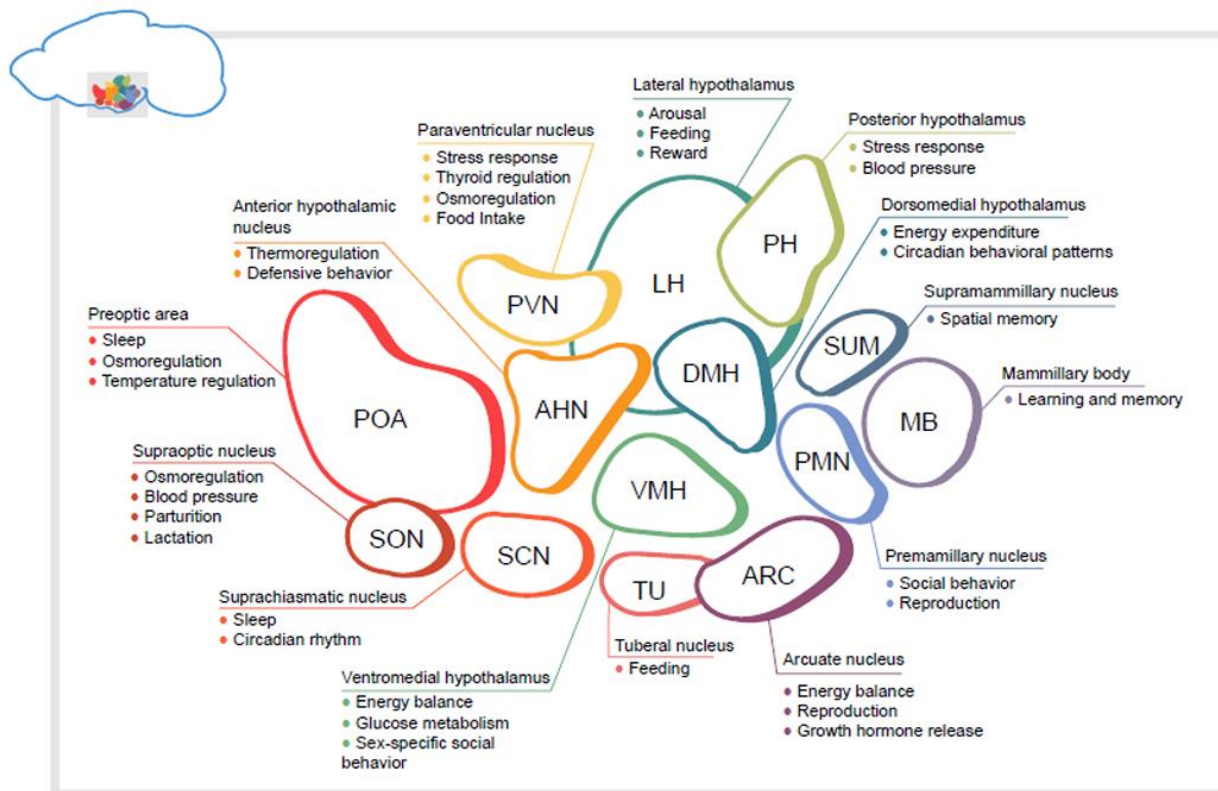 Lateral hypothalamus
Arousal
Feeding
Reward
Posterior hypothalamus
Stress response
Blood pressure
Paraventricular nucleus
Stress response
Thyroid regulation
Osmoregulation
Food Intake
Dorsomedial hypothalamus
Energy expenditure
Circadian behavioral patterns
Anterior hypothalamic
nucleus
Thermoregulation
Defensive behavior
Supramammillary nucleus
Spatial memory
Preoptic area
Sleep
Osmoregulation
Temperature regulation
Mammillary body
Learning and memory
PH
LH
PVN
SUM
DMH
AHN
POA
MB
PMN
VMH
SON
SCN
ARC
TU
Supraoptic nucleus
Osmoregulation
Blood pressure
Parturition
Lactation
Premamillary nucleus
Social behavior
Reproduction
Suprachiasmatic nucleus
Sleep
Circadian rhythm
Tuberal nucleus
Feeding
Arcuate nucleus
Energy balance
Reproduction
Growth hormone release
Ventromedial hypothalamus
Energy balance
Glucose metabolism
Sex-specific social
behavior